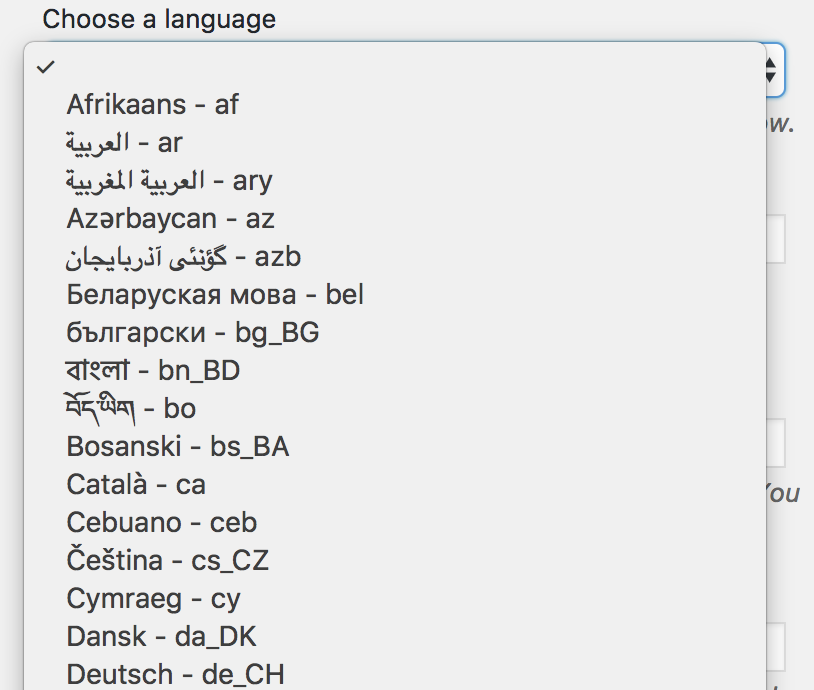 Choose a language
✓
Afrikaans - af
العربية - ar
العربية المغربية - ary
Azərbaycan - az
گؤنئی آذربایجان - azb
Беларуская мова - bel
български - bg_BG
বাংলা - bn_BD
བོད་ཡིག - bo
Bosanski - bs_BA
Català - ca
Cebuano - ceb
Čeština - cs_CZ
Cymraeg - cy
Dansk - da_DK
Deutsch - de_CH
You